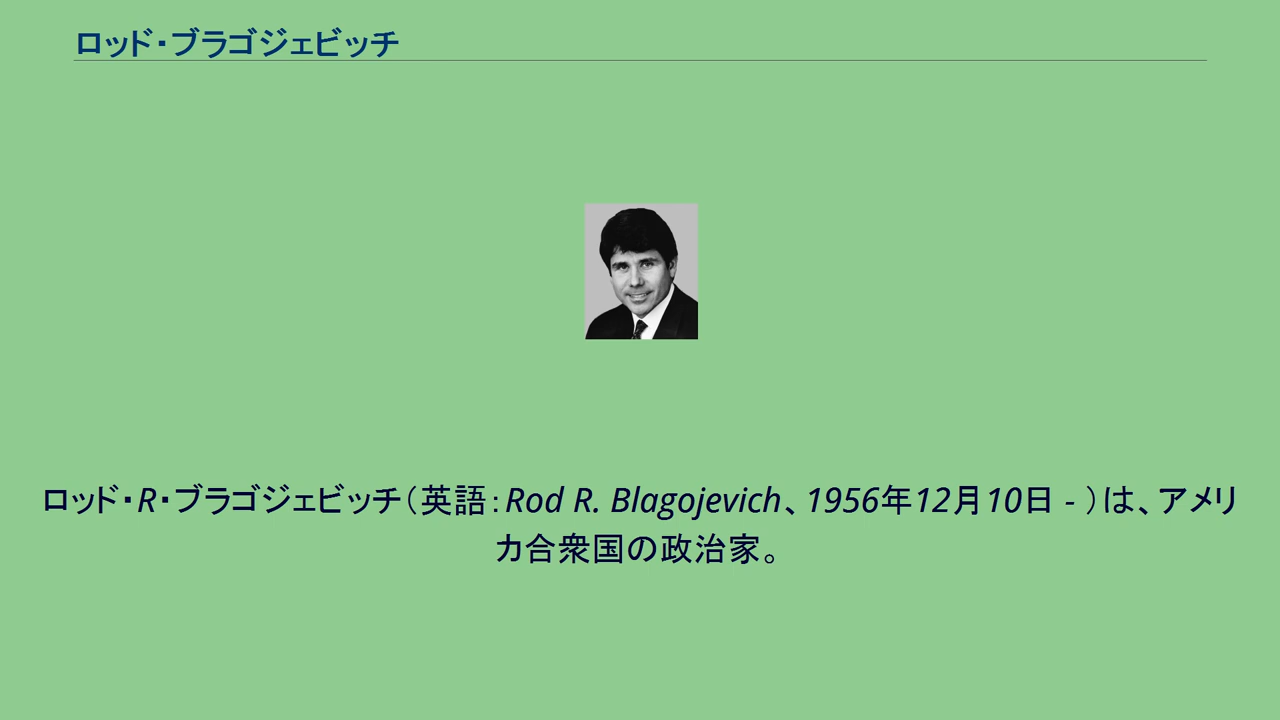 ロッド・ブラゴジェビッチ
ロッド・R・ブラゴジェビッチ（英語：Rod R. Blagojevich、1956年12月10日 - ）は、アメリ
カ合衆国の政治家。